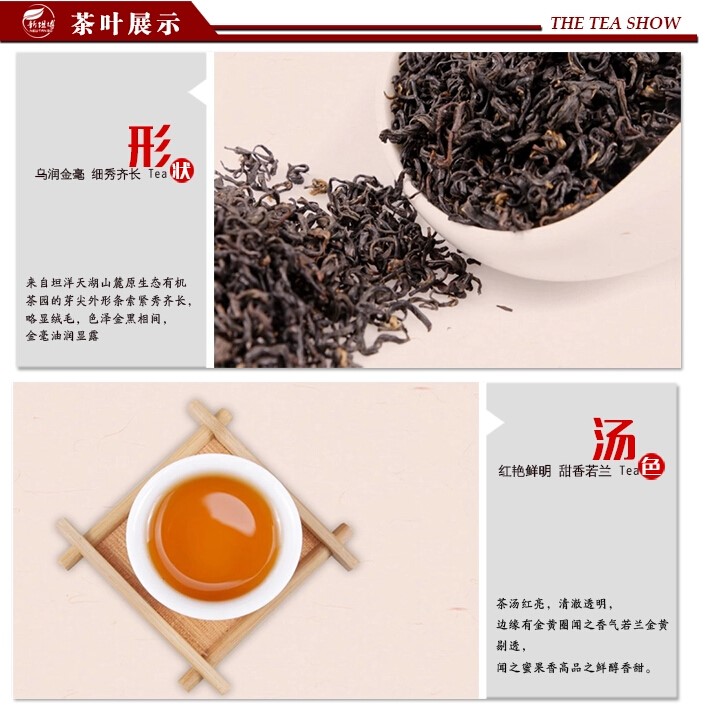 新坦洋
茶叶展示
THE TEA SHOW
形状
乌润金毫 细秀齐长 Tea
来自坦洋天湖山麓原生态有机
茶园的芽尖外形条索紧秀齐长,
略显绒毛，色泽金黑相间，
金毫油润显露
汤色
红艳鲜明 甜香若兰 Tea
茶汤红亮，清澈透明，
边缘有金黄圈闻之香气若兰金黄
剔透，
闻之蜜果香高品之鲜醇香甜。